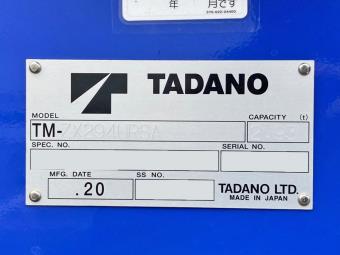 年 月です
TADANO
MODEL
CAPACITY (t)
TM-ZX294HRSA
SPEC. NO.
SERIAL NO.
MFG. DATE
SS NO.
.20
TADANO LTD.
MADE IN JAPAN